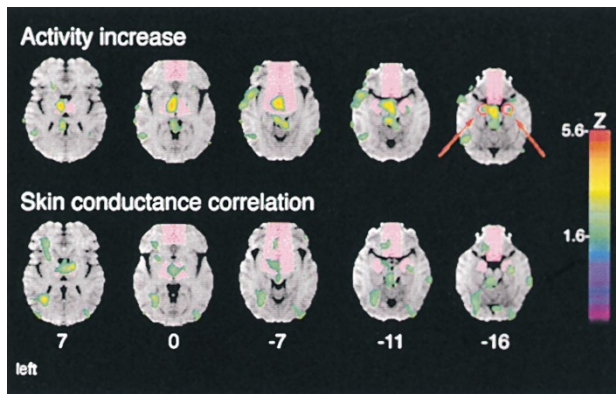 Activity increase
Z
5.6-
1.6-
Skin conductance correlation
7 0 -7 -11 -16
left